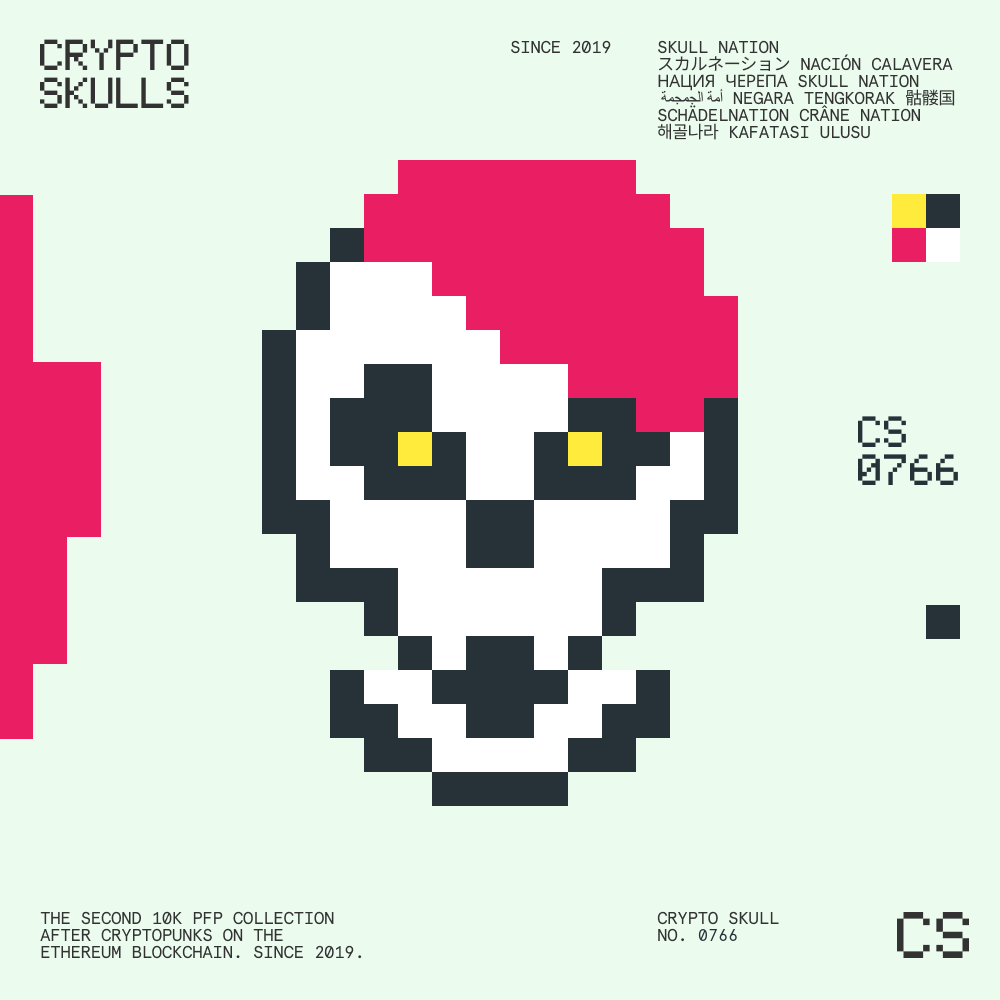 CRYPTO
SKULLS
SINCE 2019
SKULL NATION
スカルネーション NACIÓN CALAVERA
НАЦИЯ ЧЕРЕПА SKULL NATION
أمة الجمجمة NEGARA TENGKORAK 骷髅国
SCHÄDELNATION CRÂNE NATION
해골나라 KAFATASI ULUSU
CS
0766
THE SECOND 10K PFP COLLECTION
AFTER CRYPTOPUNKS ON THE
ETHEREUM BLOCKCHAIN. SINCE 2019.
CRYPTO SKULL
NO. 0766
CS